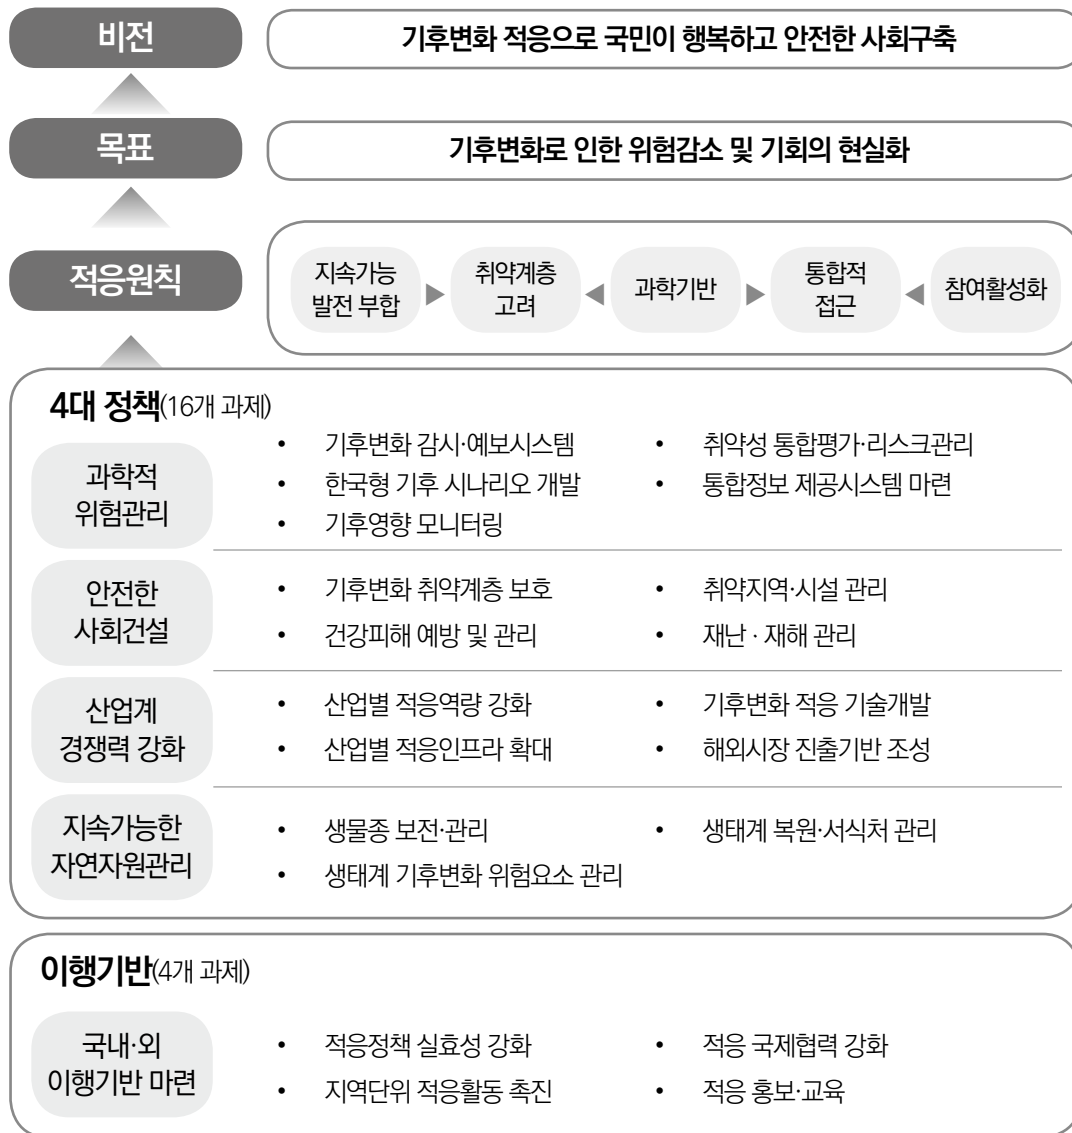 비전
기후변화 적응으로 국민이 행복하고 안전한 사회구축
목표
기후변화로 인한 위험감소 및 기회의 현실화
적응원칙
지속가능
발전 부합
취약계층
고려
과학기반
통합적
접근
참여활성화
4대 정책(16개 과제)
과학적
위험관리
• 기후변화 감시·예보시스템
• 한국형 기후 시나리오 개발
• 기후영향 모니터링
• 취약성 통합평가·리스크관리
• 통합정보 제공시스템 마련
안전한
사회건설
• 기후변화 취약계층 보호
• 건강피해 예방 및 관리
• 취약지역·시설 관리
• 재난 · 재해 관리
산업계
경쟁력 강화
• 산업별 적응역량 강화
• 산업별 적응인프라 확대
• 기후변화 적응 기술개발
• 해외시장 진출기반 조성
지속가능한
자연자원관리
• 생물종 보전·관리
• 생태계 기후변화 위험요소 관리
• 생태계 복원·서식처 관리
이행기반(4개 과제)
국내·외
이행기반 마련
• 적응정책 실효성 강화
• 지역단위 적응활동 촉진
• 적응 국제협력 강화
• 적응 홍보·교육